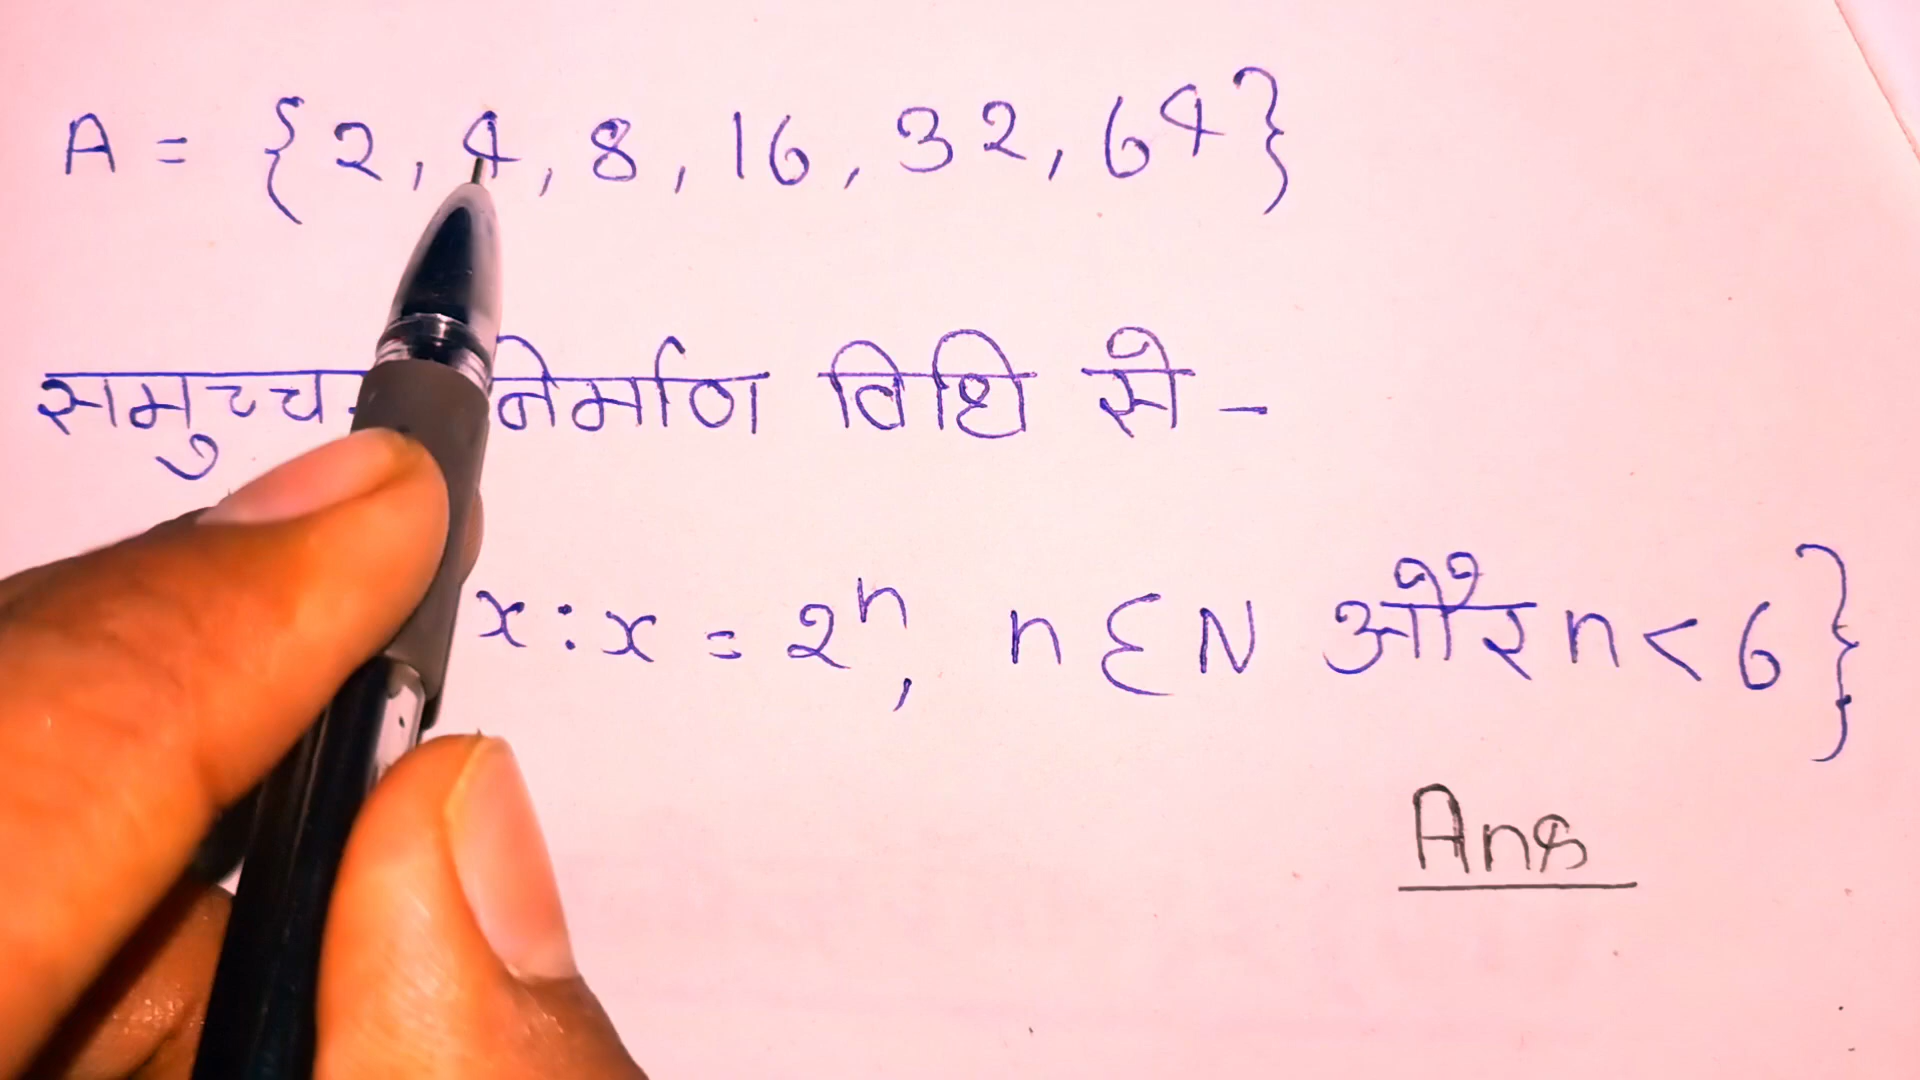 A = {2, 4, 8, 16, 32, 64}
निर्माण विधि से -
x : x = 2ⁿ, n ∈ N और n < 6}
Ans